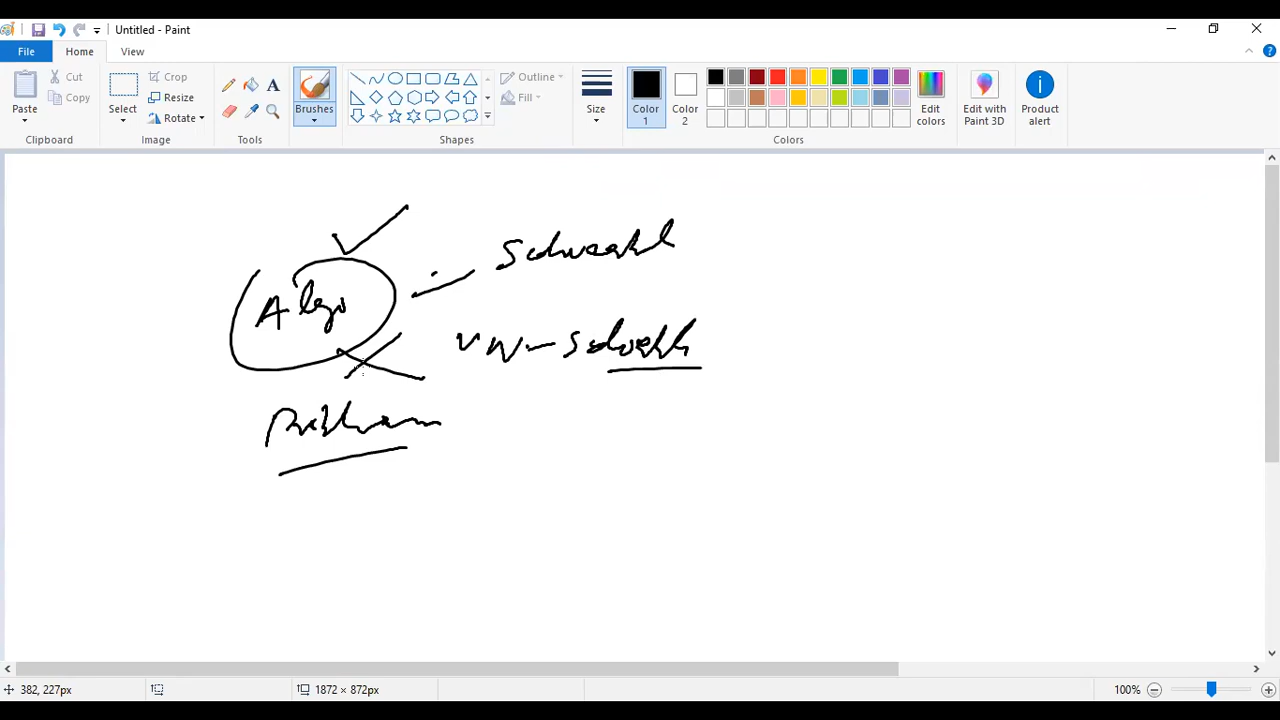 Untitled - Paint
File Home View
Paste Cut Copy Select Crop Resize Rotate Brushes Outline Fill Size Color 1 Color 2 Edit colors Edit with Paint 3D Product alert
Clipboard Image Tools Shapes Colors
Algo
382, 227px 1872 × 872px 100%